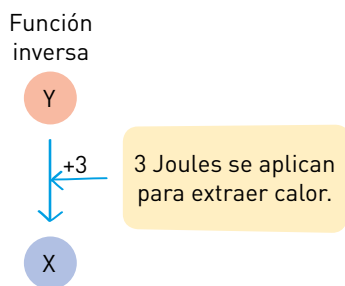 Función
inversa
Y
+3
3 Joules se aplican
para extraer calor.
X